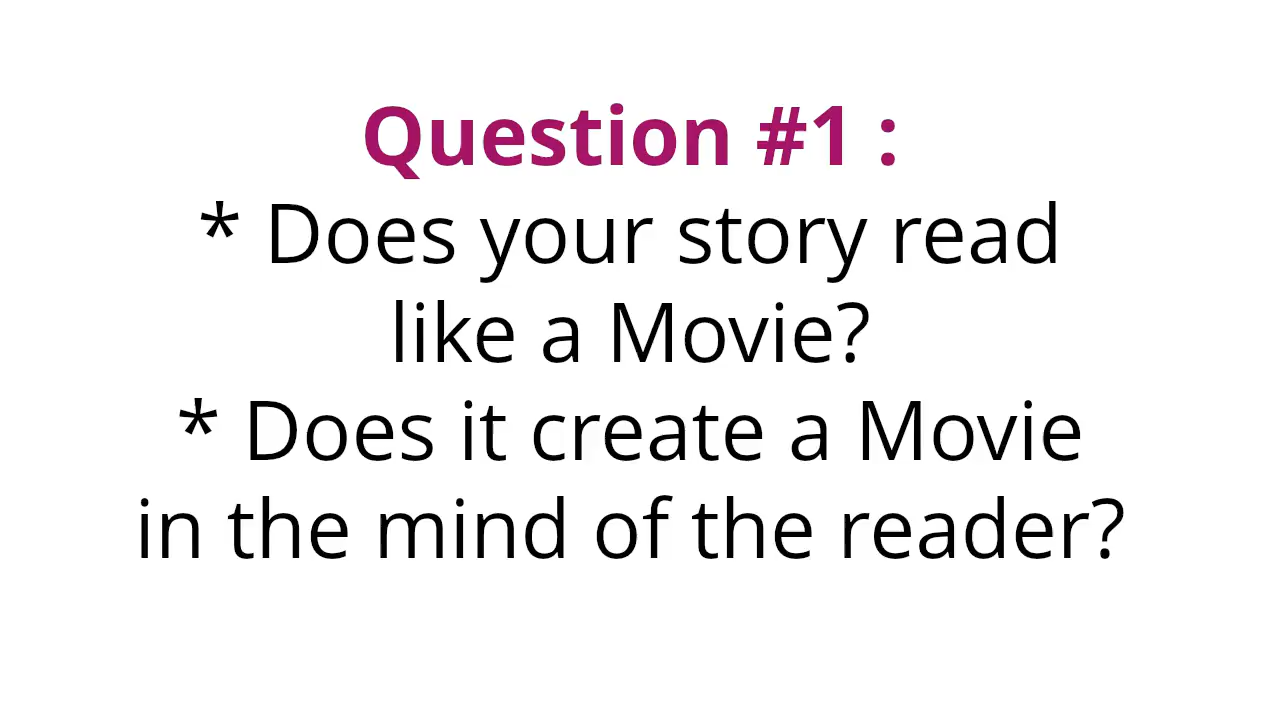 Question #1 :
* Does your story read
like a Movie?
* Does it create a Movie
in the mind of the reader?